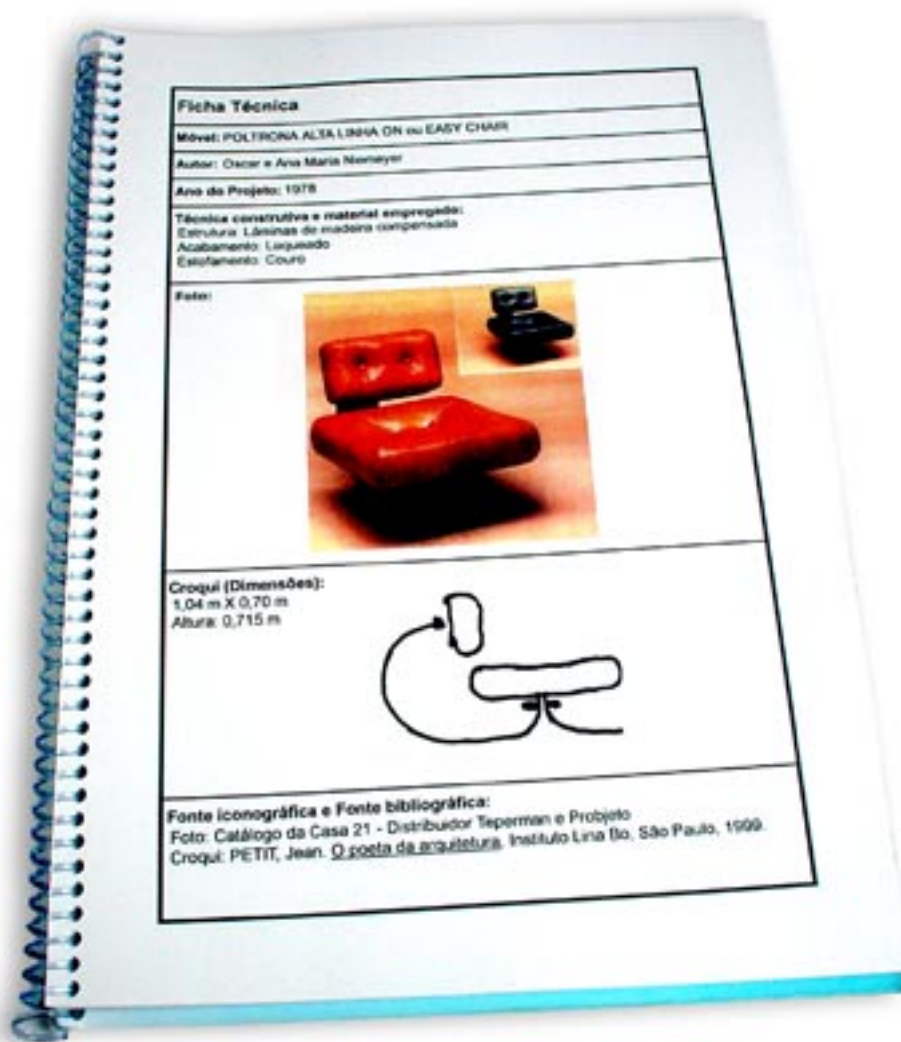 Ficha Técnica
Móvel: POLTRONA ALTA LINHA ON ou EASY CHAIR
Autor: Oscar e Ana Maria Niemeyer
Ano do Projeto: 1978
Técnica construtiva e material empregado:
Estrutura: Lâminas de madeira compensada
Acabamento: Laqueado
Estofamento: Couro
Foto:
Croqui (Dimensões):
1,04 m X 0,70 m
Altura: 0,715 m
Fonte iconográfica e Fonte bibliográfica:
Foto: Catálogo da Casa 21 - Distribuidor Teperman e Probjeto
Croqui: PETIT, Jean. O poeta da arquitetura, Instituto Lina Bo, São Paulo, 1999.